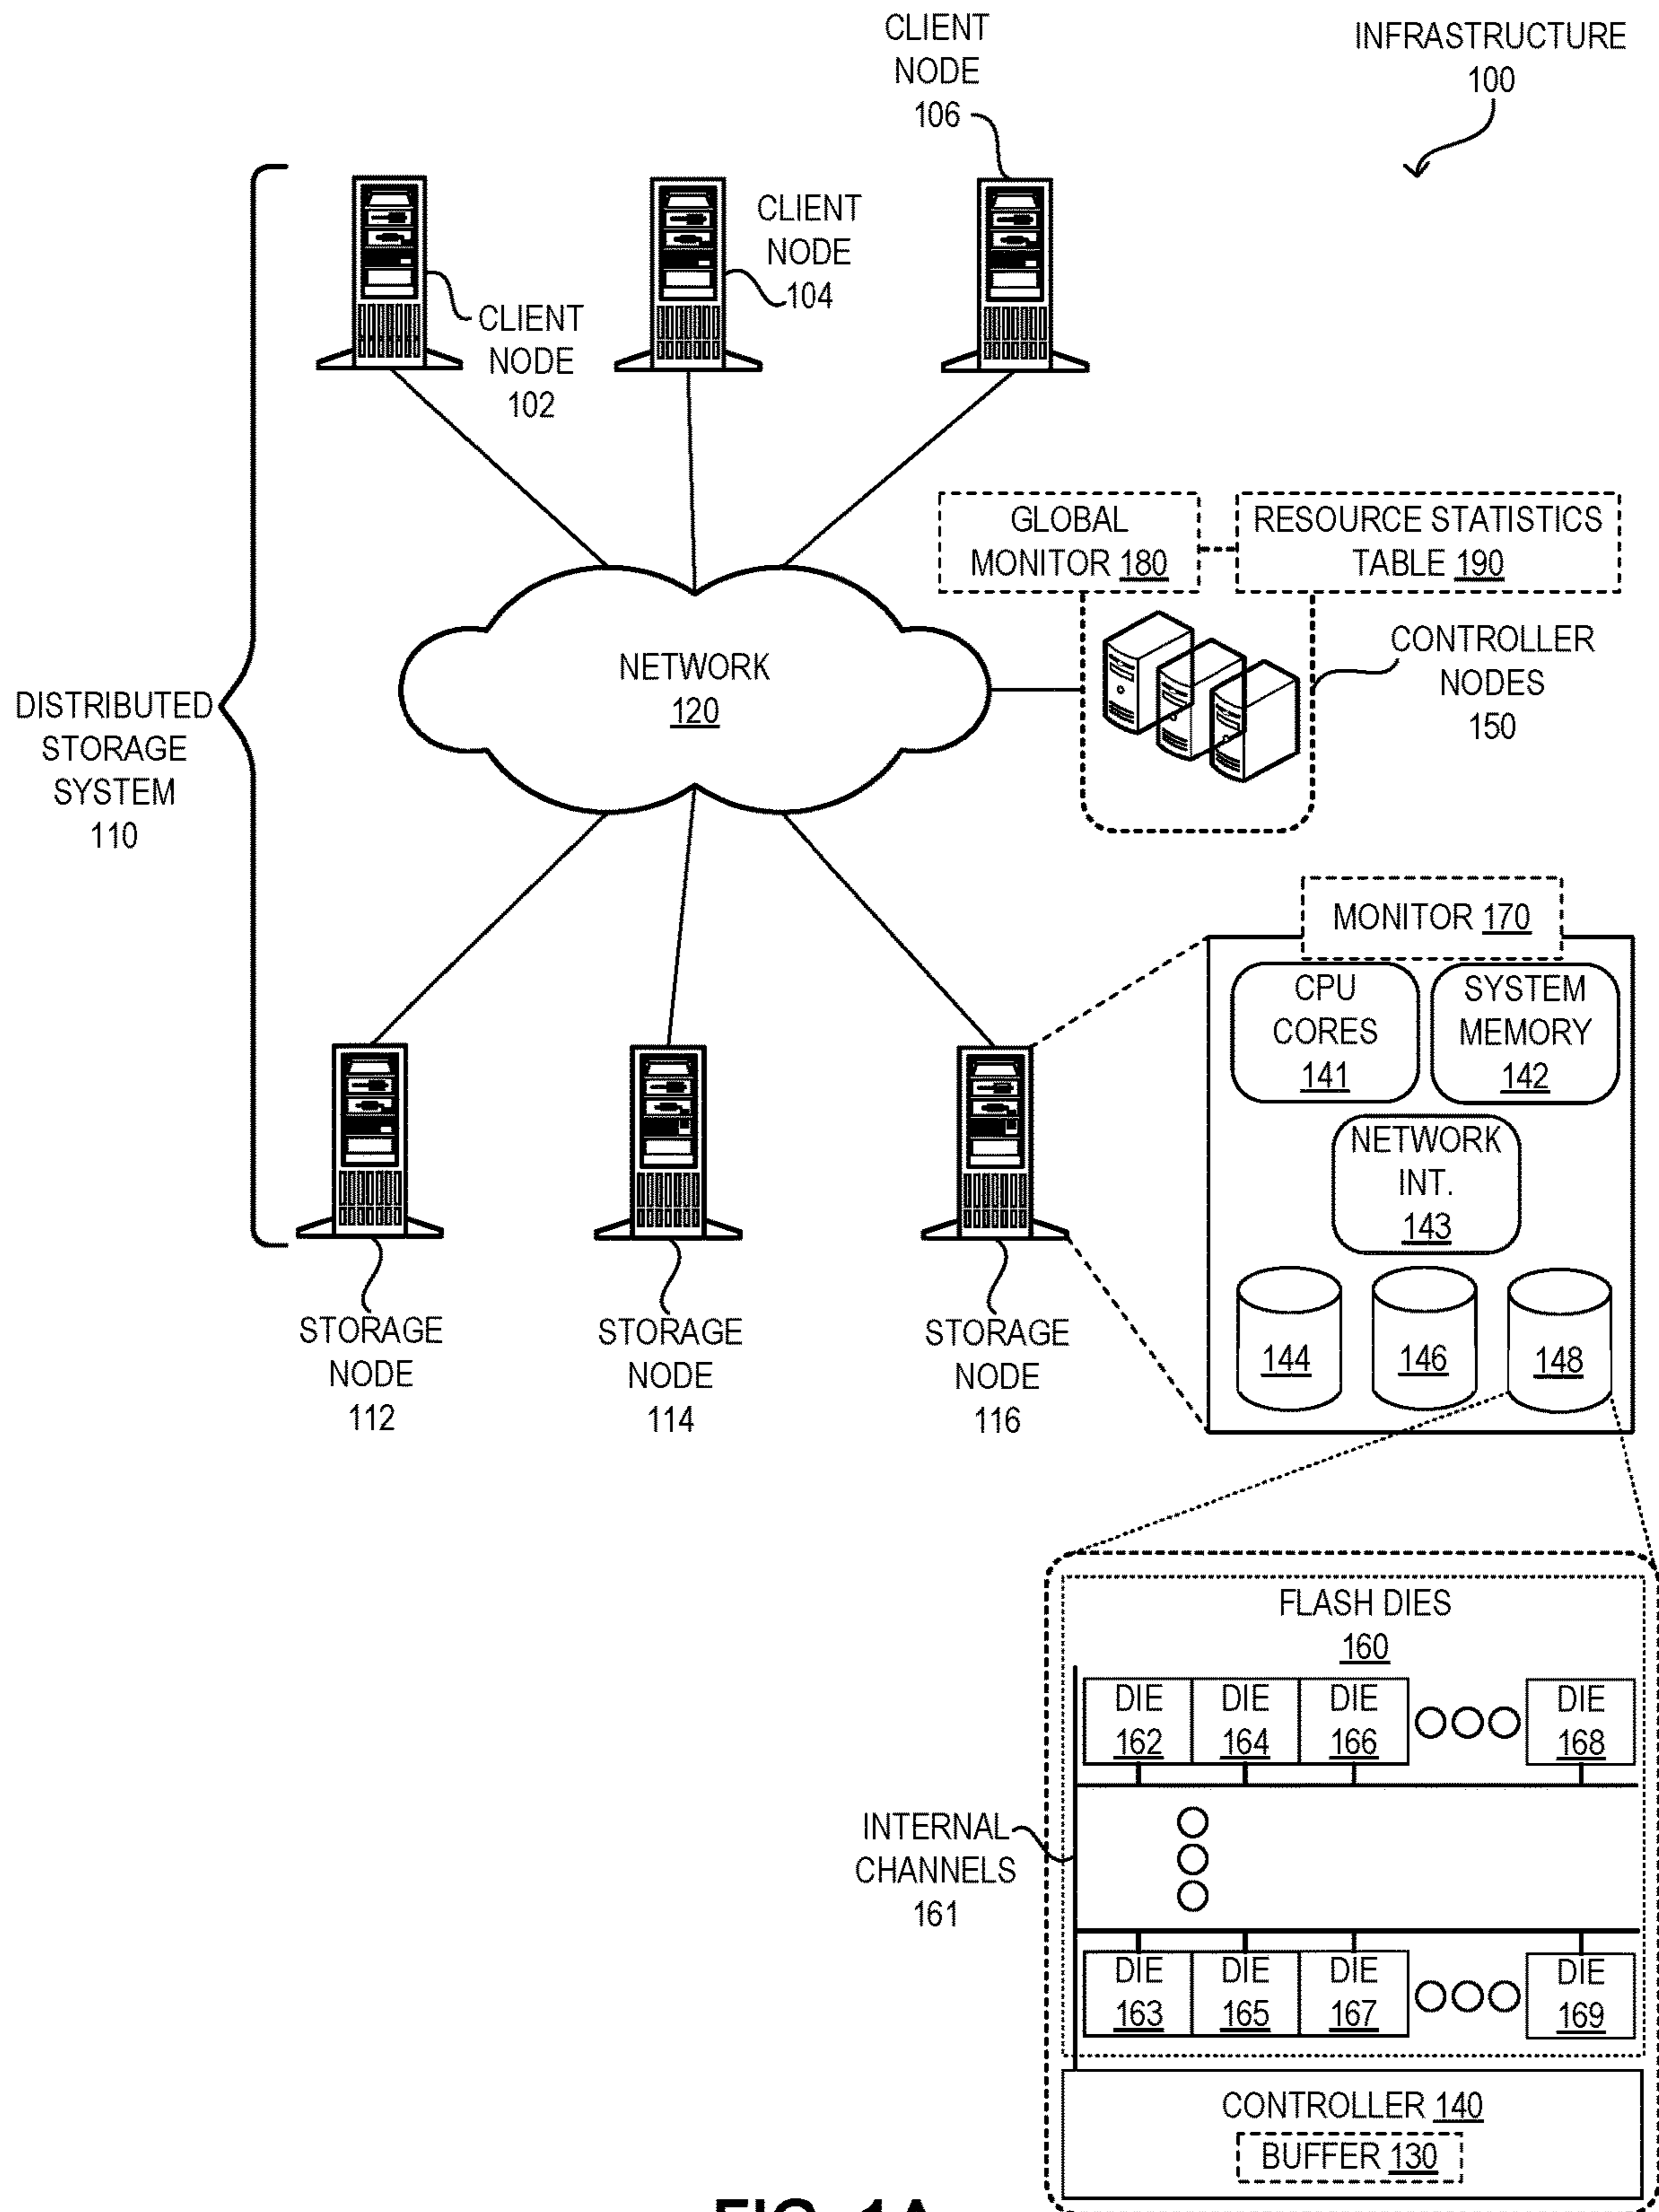 CLIENT
NODE
106
INFRASTRUCTURE
100
CLIENT
NODE
104
CLIENT
NODE
102
GLOBAL
MONITOR 180
RESOURCE STATISTICS
TABLE 190
NETWORK
120
CONTROLLER
NODES
150
DISTRIBUTED
STORAGE
SYSTEM
110
MONITOR 170
CPU
CORES
141
SYSTEM
MEMORY
142
NETWORK
INT.
143
144
146
148
STORAGE
NODE
112
STORAGE
NODE
114
STORAGE
NODE
116
FLASH DIES
160
DIE
162
DIE
164
DIE
166
DIE
168
INTERNAL
CHANNELS
161
DIE
163
DIE
165
DIE
167
DIE
169
CONTROLLER 140
BUFFER 130
FIG. 1A